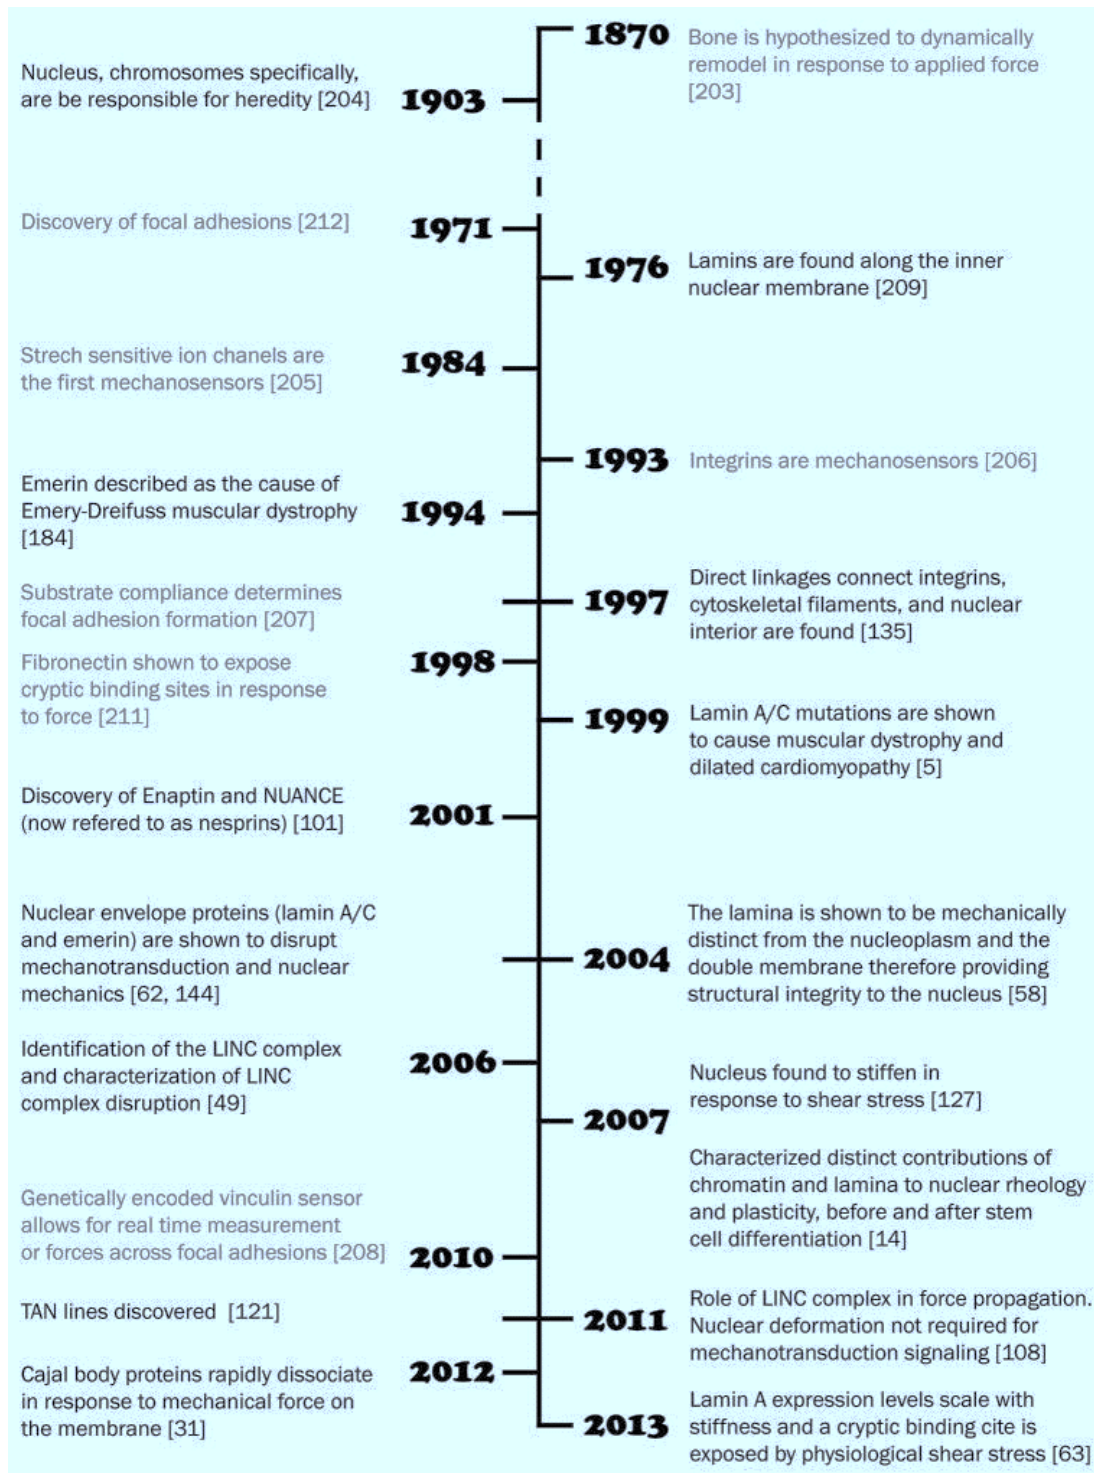 1870
Bone is hypothesized to dynamically
remodel in response to applied force
[203]
Nucleus, chromosomes specifically,
are be responsible for heredity [204]
1903
Discovery of focal adhesions [212]
1971
1976
Lamins are found along the inner
nuclear membrane [209]
Strech sensitive ion chanels are
the first mechanosensors [205]
1984
1993
Integrins are mechanosensors [206]
Emerin described as the cause of
Emery-Dreifuss muscular dystrophy
[184]
1994
Substrate compliance determines
focal adhesion formation [207]
1997
Direct linkages connect integrins,
cytoskeletal filaments, and nuclear
interior are found [135]
Fibronectin shown to expose
cryptic binding sites in response
to force [211]
1998
1999
Lamin A/C mutations are shown
to cause muscular dystrophy and
dilated cardiomyopathy [5]
Discovery of Enaptin and NUANCE
(now refered to as nesprins) [101]
2001
Nuclear envelope proteins (lamin A/C
and emerin) are shown to disrupt
mechanotransduction and nuclear
mechanics [62, 144]
2004
The lamina is shown to be mechanically
distinct from the nucleoplasm and the
double membrane therefore providing
structural integrity to the nucleus [58]
Identification of the LINC complex
and characterization of LINC
complex disruption [49]
2006
2007
Nucleus found to stiffen in
response to shear stress [127]
Characterized distinct contributions of
chromatin and lamina to nuclear rheology
and plasticity, before and after stem
cell differentiation [14]
Genetically encoded vinculin sensor
allows for real time measurement
or forces across focal adhesions [208]
2010
TAN lines discovered [121]
2011
Role of LINC complex in force propagation.
Nuclear deformation not required for
mechanotransduction signaling [108]
Cajal body proteins rapidly dissociate
in response to mechanical force on
the membrane [31]
2012
2013
Lamin A expression levels scale with
stiffness and a cryptic binding cite is
exposed by physiological shear stress [63]